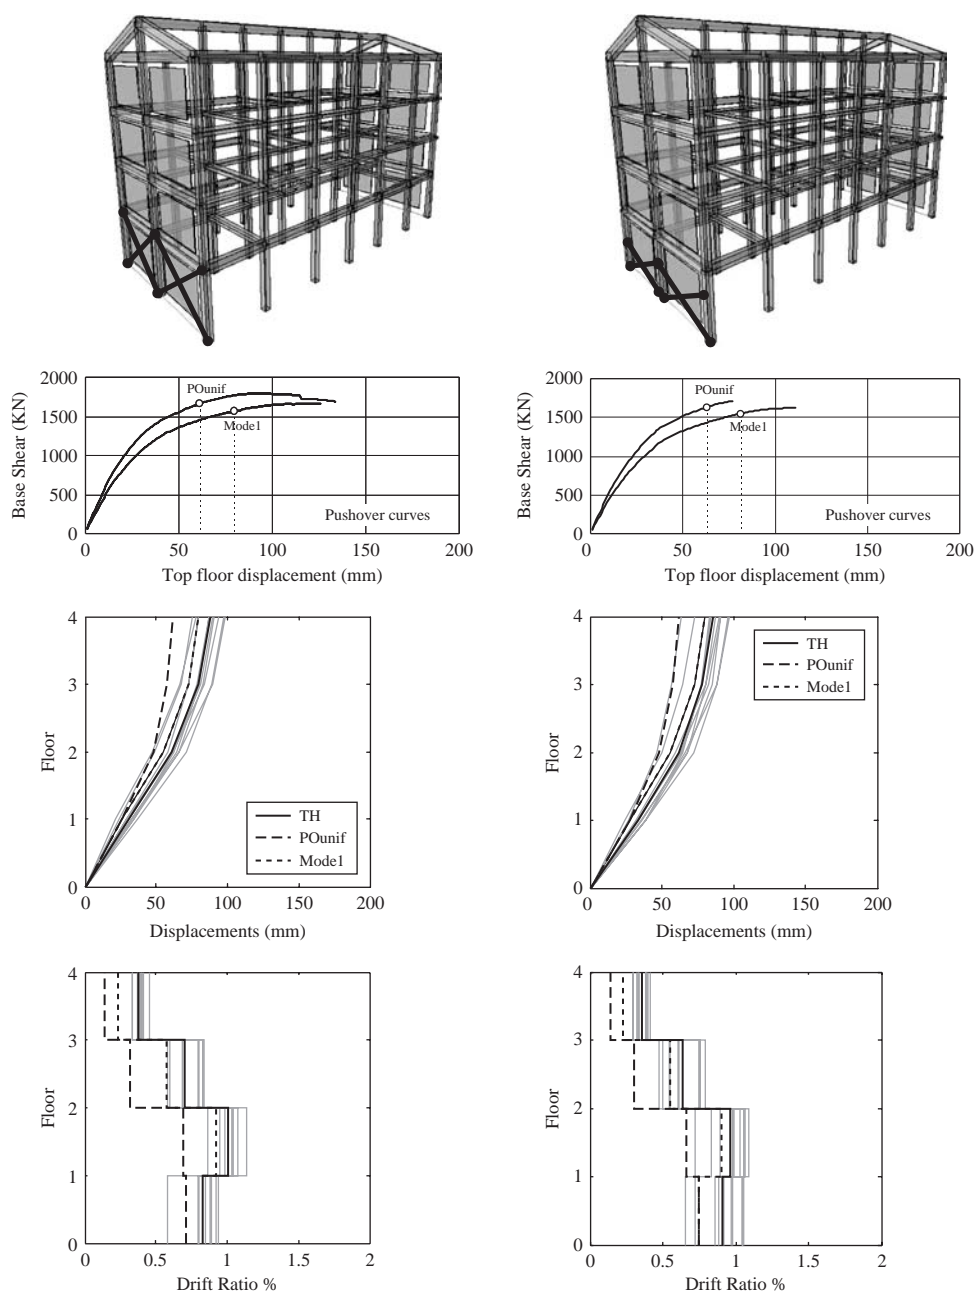 2000
1500
1000
500
0
Base Shear (KN)
POunif
Mode1
Pushover curves
0
50
100
150
200
Top floor displacement (mm)
2000
1500
1000
500
0
Base Shear (KN)
POunif
Mode1
Pushover curves
0
50
100
150
200
Top floor displacement (mm)
4
3
2
1
0
Floor
TH
POunif
Mode1
0
50
100
150
200
Displacements (mm)
4
3
2
1
0
Floor
TH
POunif
Mode1
0
50
100
150
200
Displacements (mm)
4
3
2
1
0
Floor
0
0.5
1
1.5
2
Drift Ratio %
4
3
2
1
0
Floor
0
0.5
1
1.5
2
Drift Ratio %